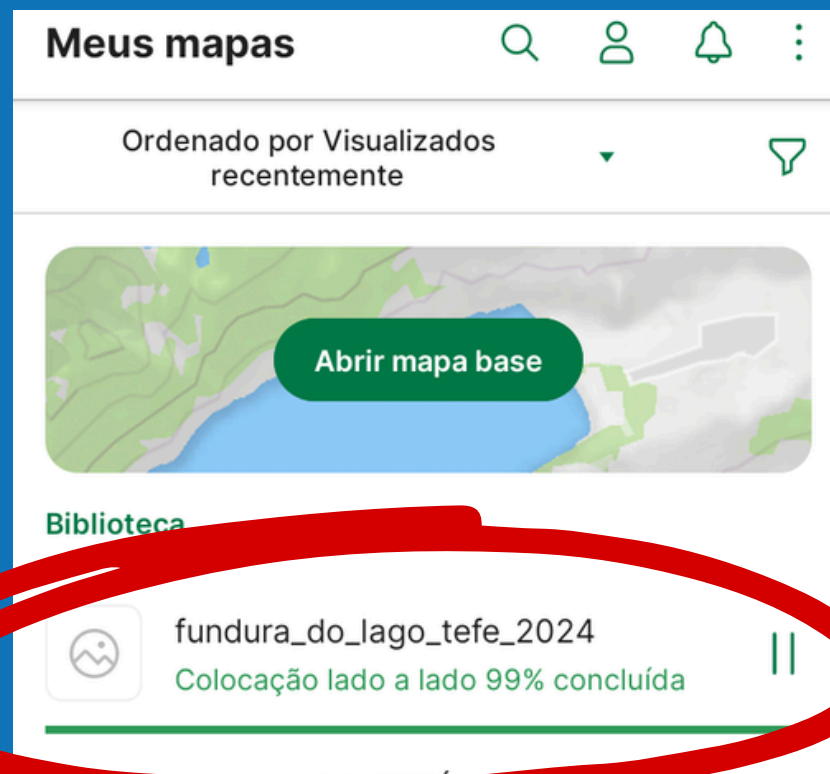 Meus mapas
Ordenado por Visualizados
recentemente
Abrir mapa base
Biblioteca
fundura_do_lago_tefe_2024
Colocação lado a lado 99% concluída